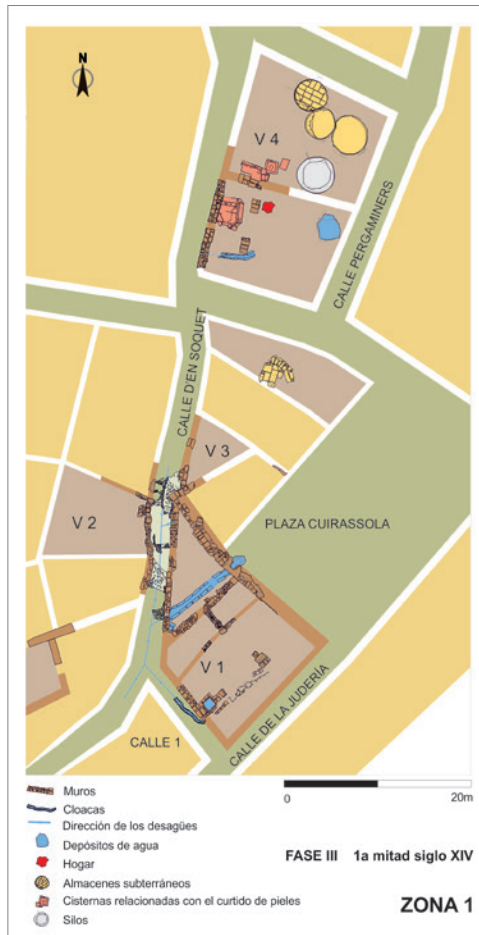 N
V 4
CALLE PERGAMINERS
CALLE D'EN SOQUET
V 3
V 2
PLAZA CUIRASSOLA
V 1
CALLE DE LA JUDERÍA
CALLE 1
Muros
Cloacas
Dirección de los desagües
Depósitos de agua
Hogar
Almacenes subterráneos
Cisternas relacionadas con el curtido de pieles
Silos
0 20m
FASE III 1a mitad siglo XIV
ZONA 1